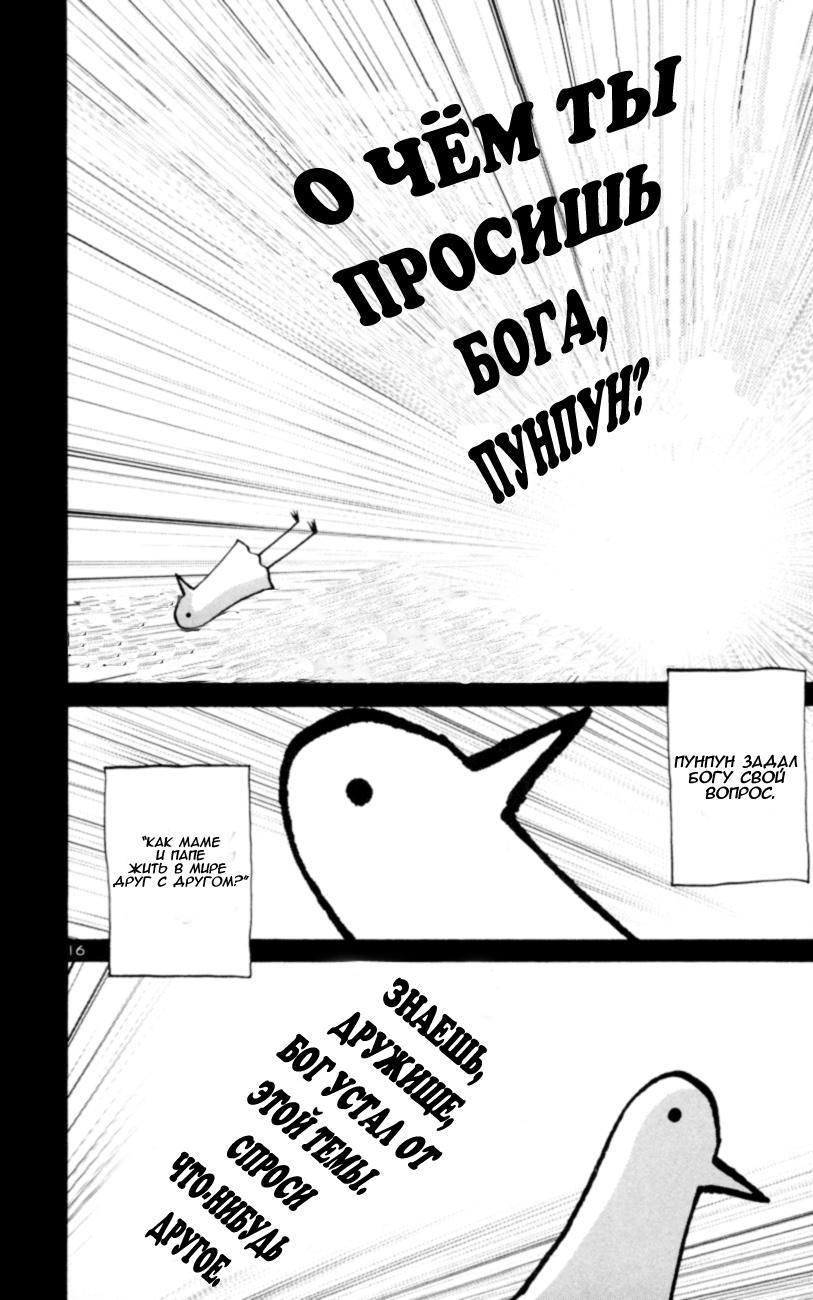 О ЧЁМ ТЫ
ПРОСИШЬ
БОГА,
ПУНПУН?
ПУНПУН ЗАДАЛ
БОГУ СВОЙ
ВОПРОС.
"КАК МАМЕ
И ПАПЕ
ЖИТЬ В МИРЕ
ДРУГ С ДРУГОМ?"
16
ЗНАЕШЬ,
ДРУЖИЩЕ,
БОГ УСТАЛ ОТ
ЭТОЙ ТЕМЫ.
СПРОСИ
ЧТО-НИБУДЬ
ДРУГОЕ.